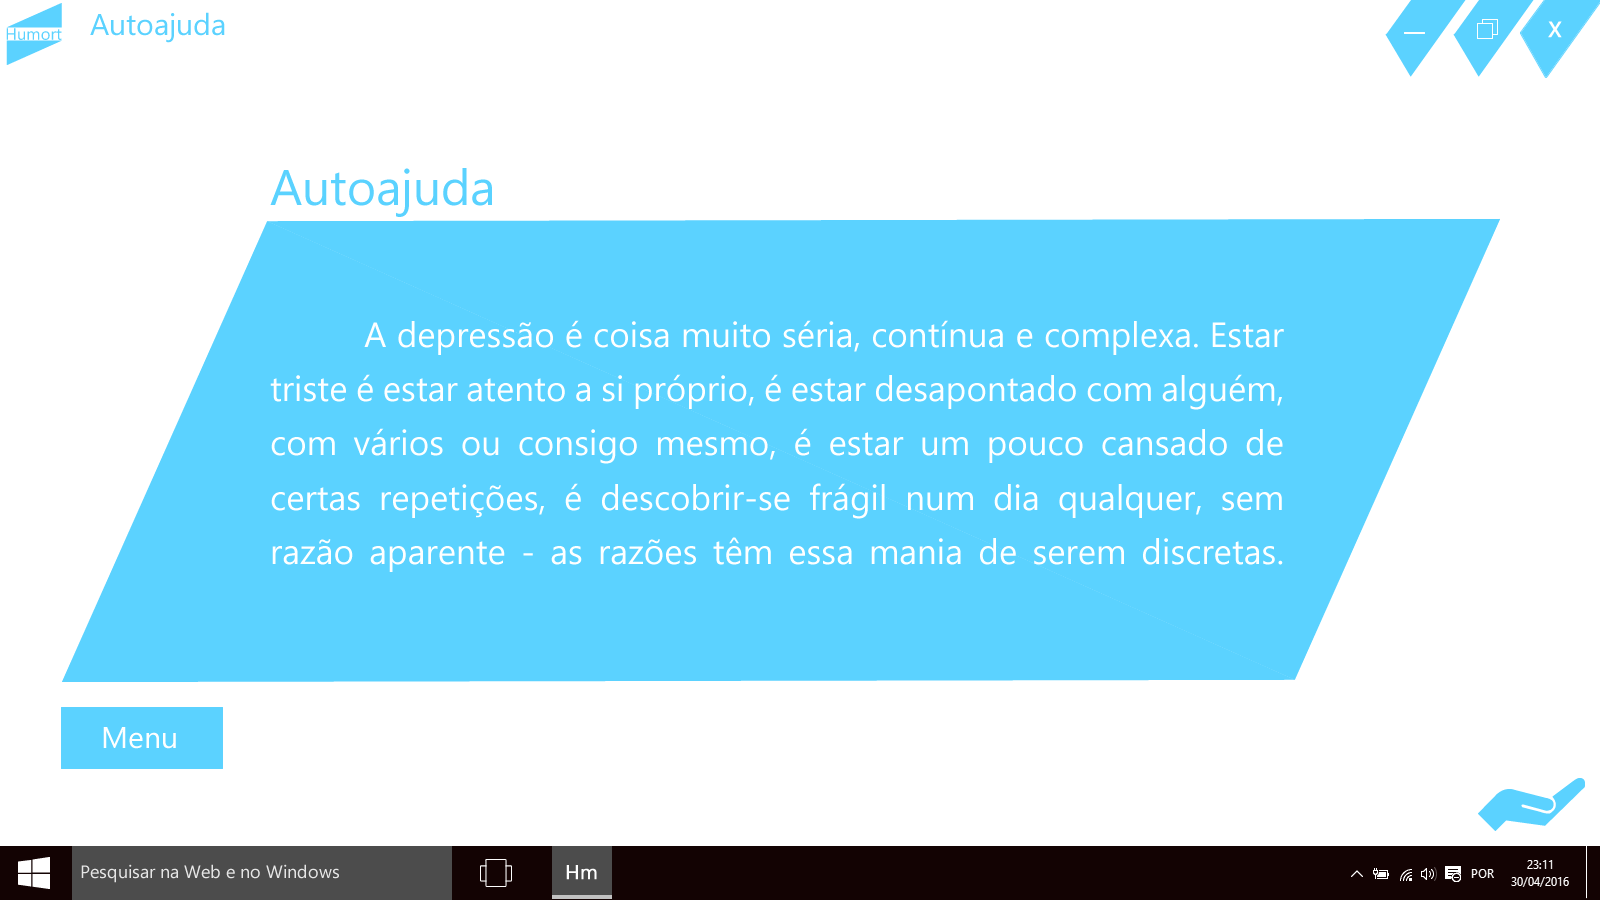 Humort
Autoajuda
X
Autoajuda
A depressão é coisa muito séria, contínua e complexa. Estar
triste é estar atento a si próprio, é estar desapontado com alguém,
com vários ou consigo mesmo, é estar um pouco cansado de
certas repetições, é descobrir-se frágil num dia qualquer, sem
razão aparente - as razões têm essa mania de serem discretas.
Menu
Pesquisar na Web e no Windows
Hm
POR
23:11
30/04/2016